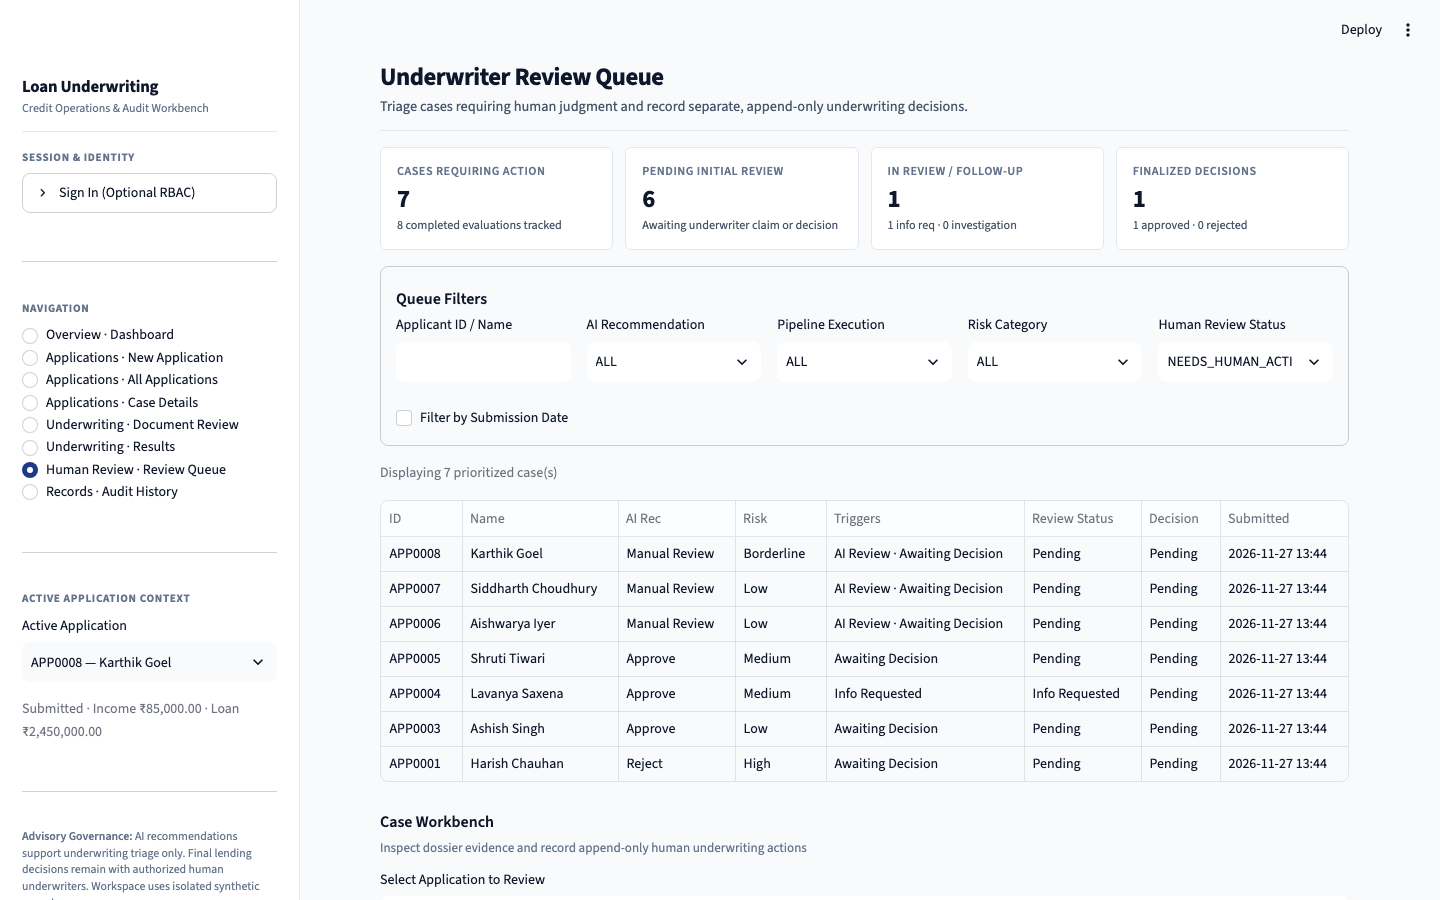 Deploy
Loan Underwriting
Credit Operations & Audit Workbench
SESSION & IDENTITY
Sign In (Optional RBAC)
NAVIGATION
Overview · Dashboard
Applications · New Application
Applications · All Applications
Applications · Case Details
Underwriting · Document Review
Underwriting · Results
Human Review · Review Queue
Records · Audit History
ACTIVE APPLICATION CONTEXT
Active Application
APP0008 — Karthik Goel
Submitted · Income ₹85,000.00 · Loan
₹2,450,000.00
Advisory Governance: AI recommendations
support underwriting triage only. Final lending
decisions remain with authorized human
underwriters. Workspace uses isolated synthetic
Underwriter Review Queue
Triage cases requiring human judgment and record separate, append-only underwriting decisions.
CASES REQUIRING ACTION
7
8 completed evaluations tracked
PENDING INITIAL REVIEW
6
Awaiting underwriter claim or decision
IN REVIEW / FOLLOW-UP
1
1 info req · 0 investigation
FINALIZED DECISIONS
1
1 approved · 0 rejected
Queue Filters
Applicant ID / Name
AI Recommendation
ALL
Pipeline Execution
ALL
Risk Category
ALL
Human Review Status
NEEDS_HUMAN_ACTI
Filter by Submission Date
Displaying 7 prioritized case(s)
ID Name AI Rec Risk Triggers Review Status Decision Submitted
APP0008 Karthik Goel Manual Review Borderline AI Review · Awaiting Decision Pending Pending 2026-11-27 13:44
APP0007 Siddharth Choudhury Manual Review Low AI Review · Awaiting Decision Pending Pending 2026-11-27 13:44
APP0006 Aishwarya Iyer Manual Review Low AI Review · Awaiting Decision Pending Pending 2026-11-27 13:44
APP0005 Shruti Tiwari Approve Medium Awaiting Decision Pending Pending 2026-11-27 13:44
APP0004 Lavanya Saxena Approve Medium Info Requested Info Requested Pending 2026-11-27 13:44
APP0003 Ashish Singh Approve Low Awaiting Decision Pending Pending 2026-11-27 13:44
APP0001 Harish Chauhan Reject High Awaiting Decision Pending Pending 2026-11-27 13:44
Case Workbench
Inspect dossier evidence and record append-only human underwriting actions
Select Application to Review